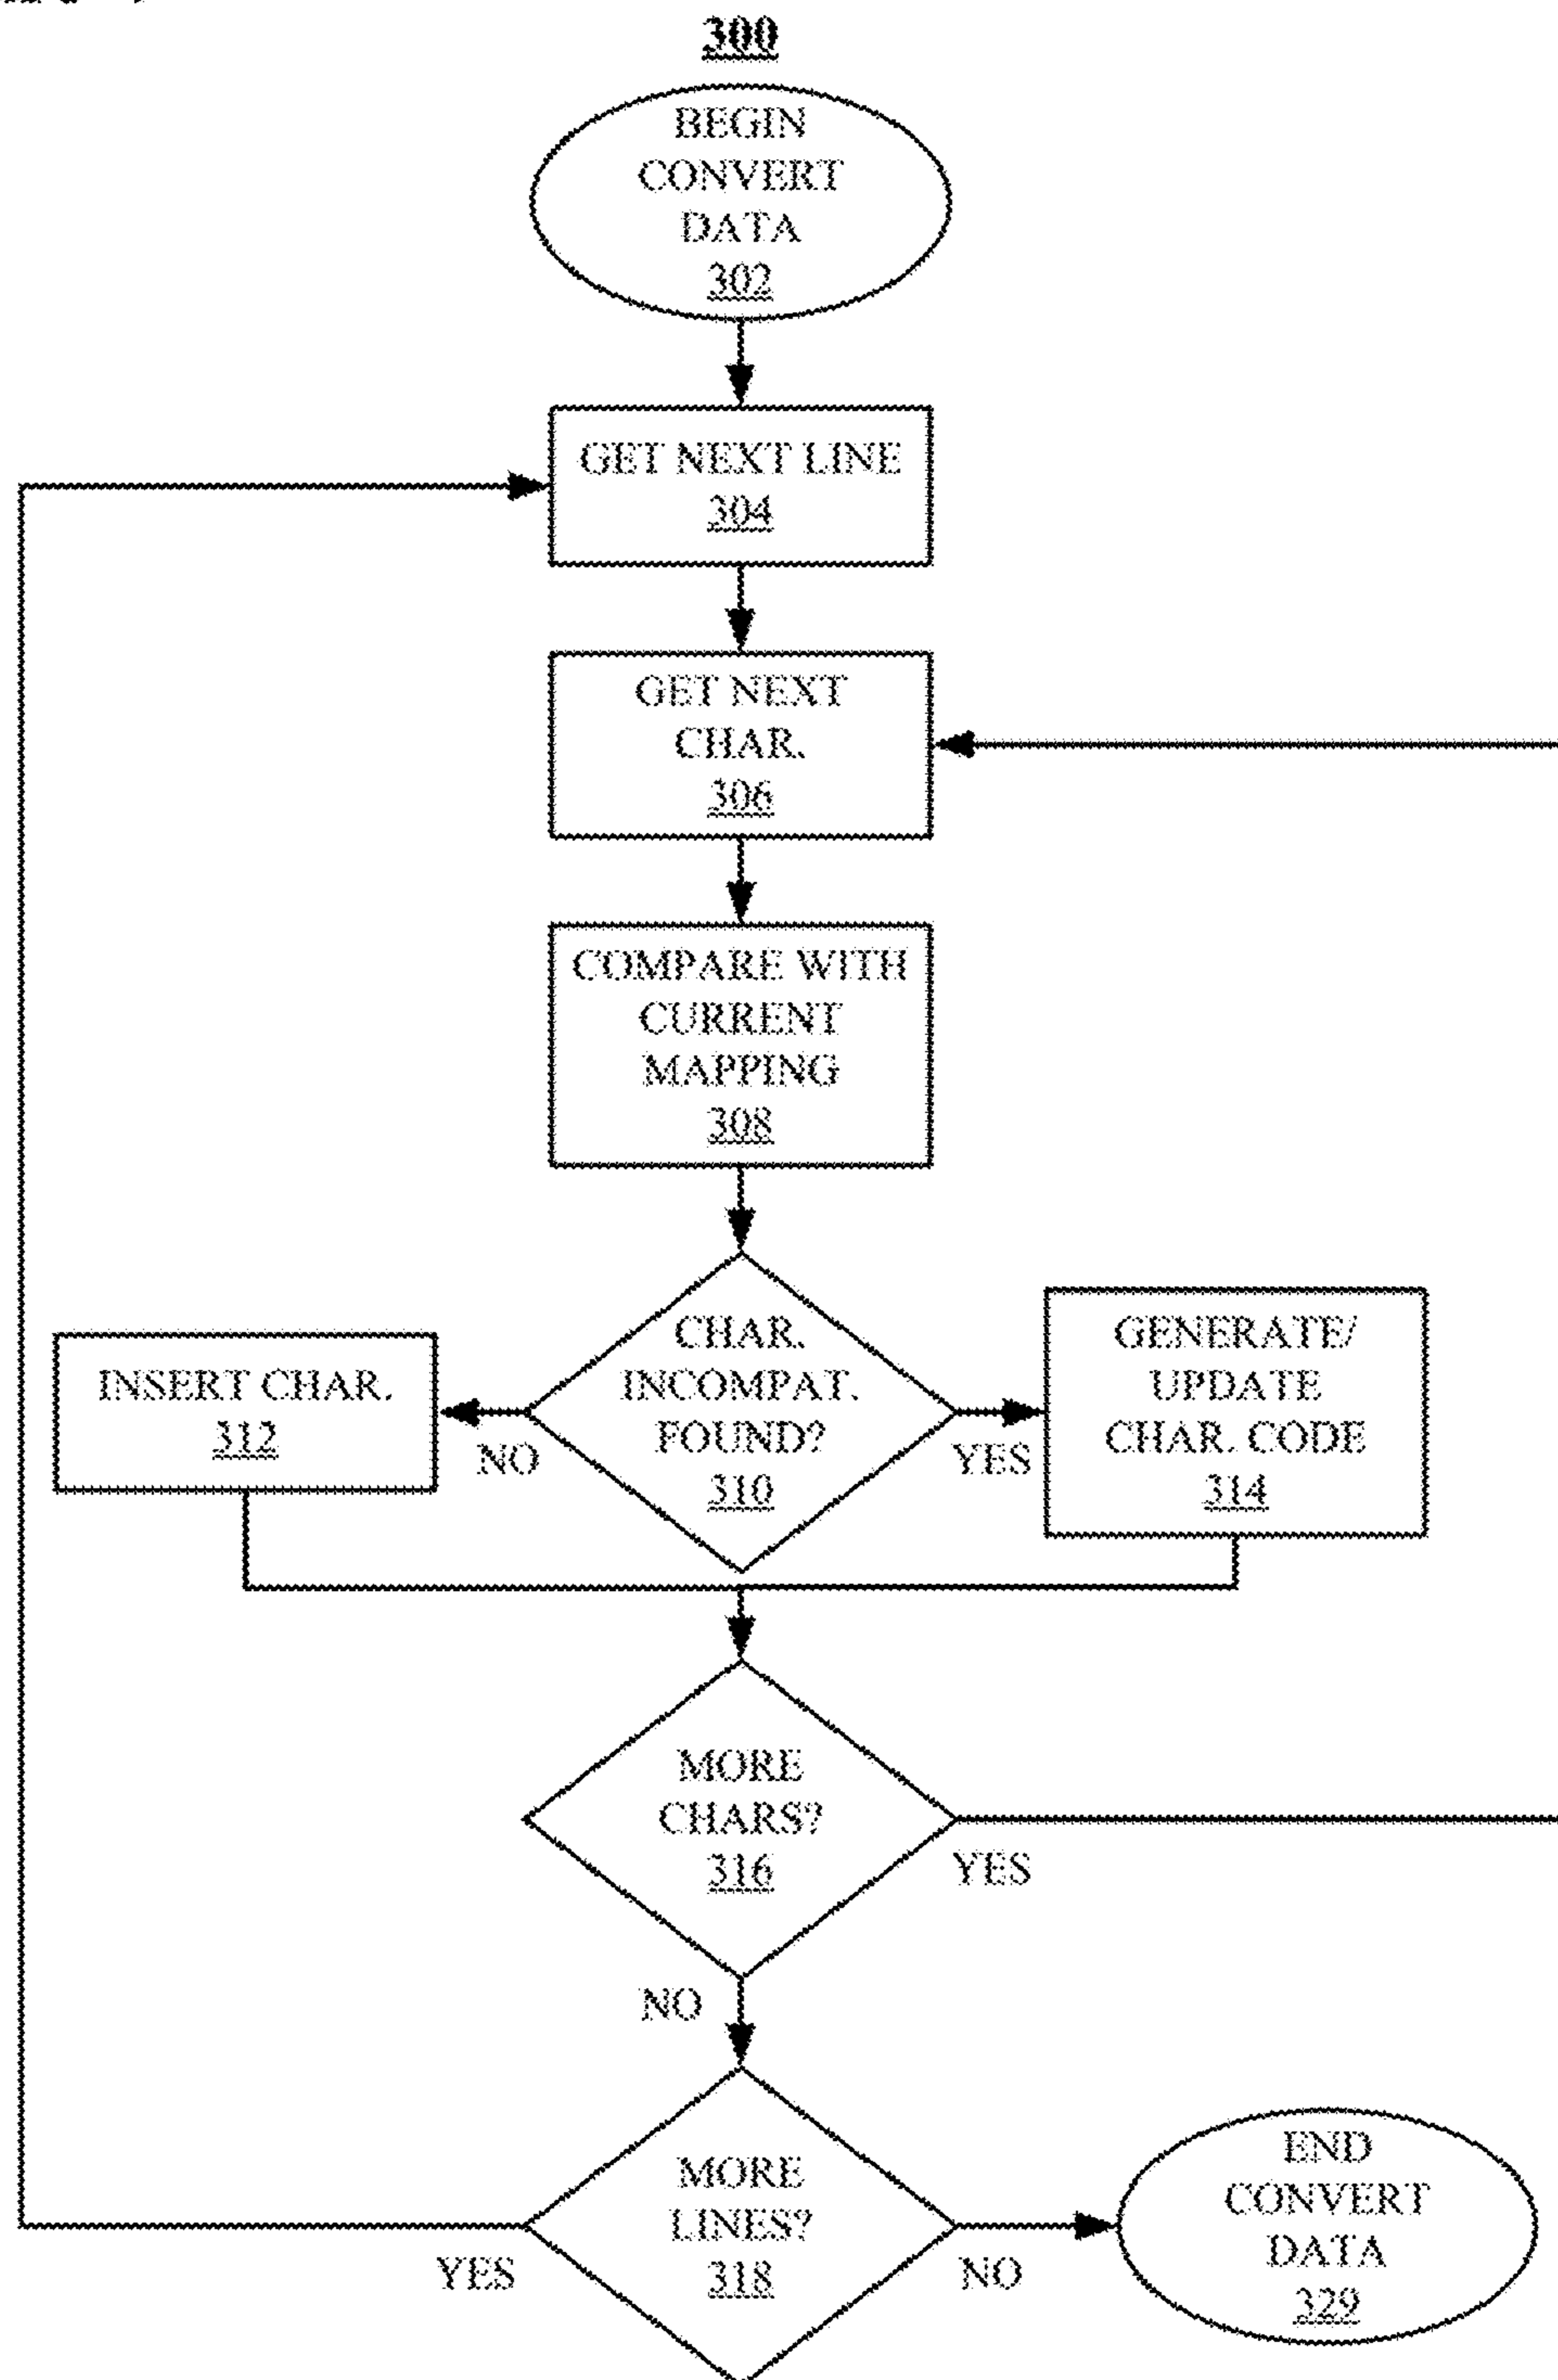 300
BEGIN
CONVERT
DATA
302
GET NEXT LINE
304
GET NEXT
CHAR.
306
COMPARE WITH
CURRENT
MAPPING
308
CHAR.
INCOMPAT.
FOUND?
310
NO
YES
INSERT CHAR.
312
GENERATE/
UPDATE
CHAR. CODE
314
MORE
CHARS?
316
YES
NO
MORE
LINES?
318
YES
NO
END
CONVERT
DATA
329